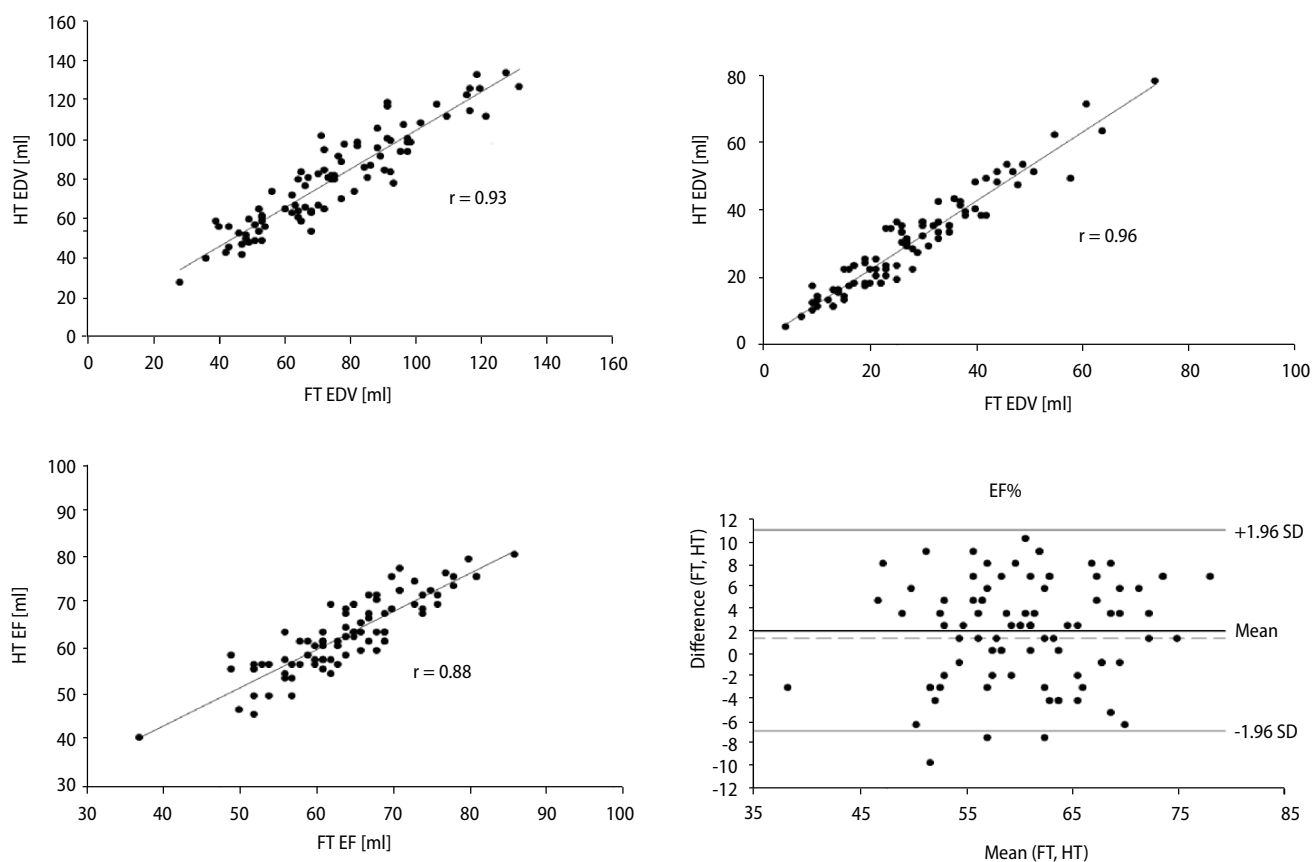 160
140
120
100
80
60
40
20
0
HT EDV [ml]
r = 0.93
0 20 40 60 80 100 120 140 160
FT EDV [ml]
80
60
40
20
0
HT EDV [ml]
r = 0.96
0 20 40 60 80 100
FT EDV [ml]
100
90
80
70
60
50
40
30
HT EF [ml]
r = 0.88
30 40 50 60 70 80 90 100
FT EF [ml]
EF%
12
10
8
6
4
2
0
-2
-4
-6
-8
-10
-12
Difference (FT, HT)
+1.96 SD
Mean
-1.96 SD
35 45 55 65 75 85
Mean (FT, HT)